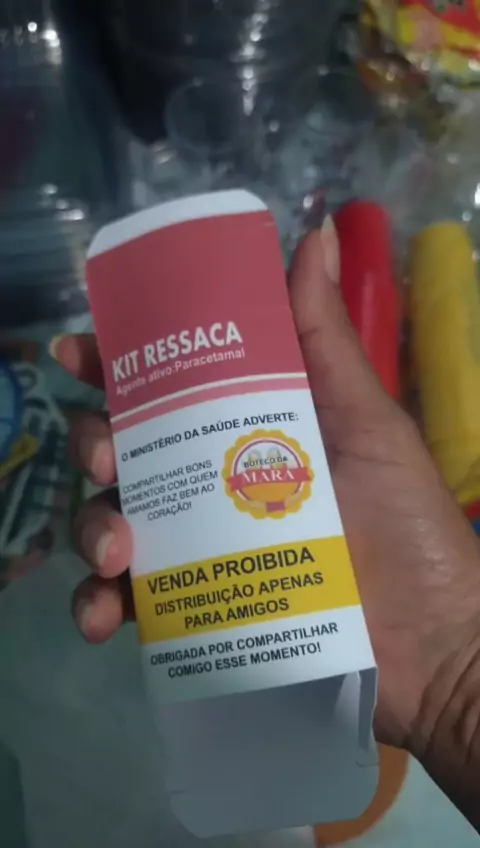 KIT RESSACA
Agente ativo:Paracetamal
O MINISTÉRIO DA SAÚDE ADVERTE:
COMPARTILHAR BONS
MOMENTOS COM QUEM
AMAMOS FAZ BEM AO
CORAÇÃO!
BOTECO DA
MARA
VENDA PROIBIDA
DISTRIBUIÇÃO APENAS
PARA AMIGOS
OBRIGADA POR COMPARTILHAR
COMIGO ESSE MOMENTO!